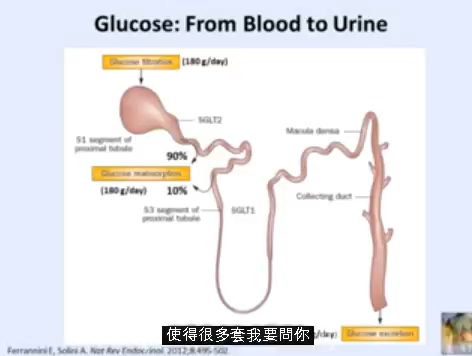 Glucose: From Blood to Urine
Glucose filtration (180 g/day)
SGLT2
S1 segment of
proximal tubule
90%
Glucose reabsorption
(180 g/day)
10%
S3 segment of
proximal tubule
SGLT1
Macula densa
Collecting duct
g/day)
Glucose excretion
使得很多套我要問你
Ferrannini E, Solini A. Nat Rev Endocrinol. 2012;8:495-502.